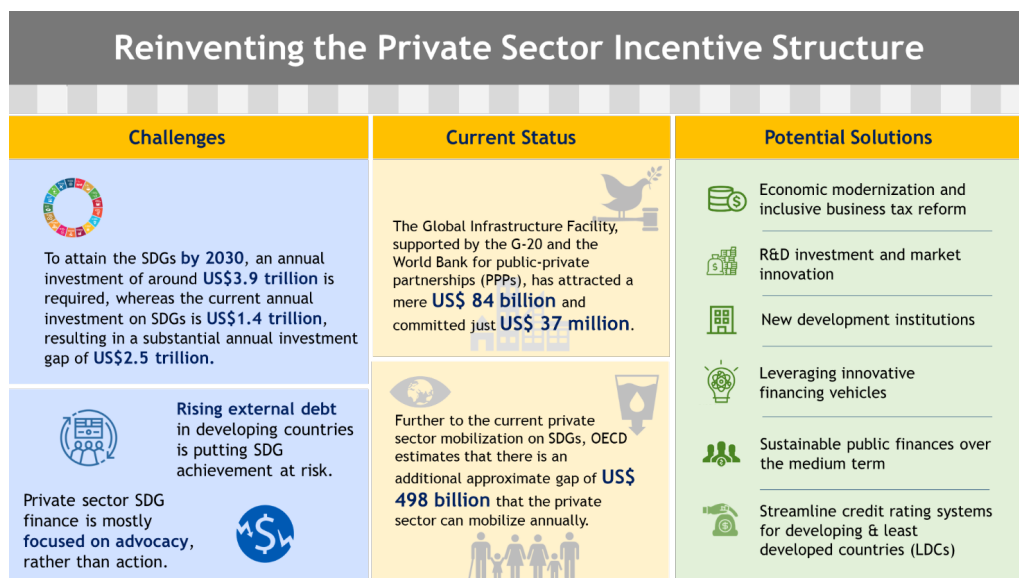 Reinventing the Private Sector Incentive Structure
Challenges
To attain the SDGs by 2030, an annual
investment of around US$3.9 trillion is
required, whereas the current annual
investment on SDGs is US$1.4 trillion,
resulting in a substantial annual investment
gap of US$2.5 trillion.
Rising external debt
in developing countries
is putting SDG
achievement at risk.
Private sector SDG
finance is mostly
focused on advocacy,
rather than action.
Current Status
The Global Infrastructure Facility,
supported by the G-20 and the
World Bank for public-private
partnerships (PPPs), has attracted a
mere US$ 84 billion and
committed just US$ 37 million.
Further to the current private
sector mobilization on SDGs, OECD
estimates that there is an
additional approximate gap of US$
498 billion that the private
sector can mobilize annually.
Potential Solutions
Economic modernization and
inclusive business tax reform
R&D investment and market
innovation
New development institutions
Leveraging innovative
financing vehicles
Sustainable public finances over
the medium term
Streamline credit rating systems
for developing & least
developed countries (LDCs)